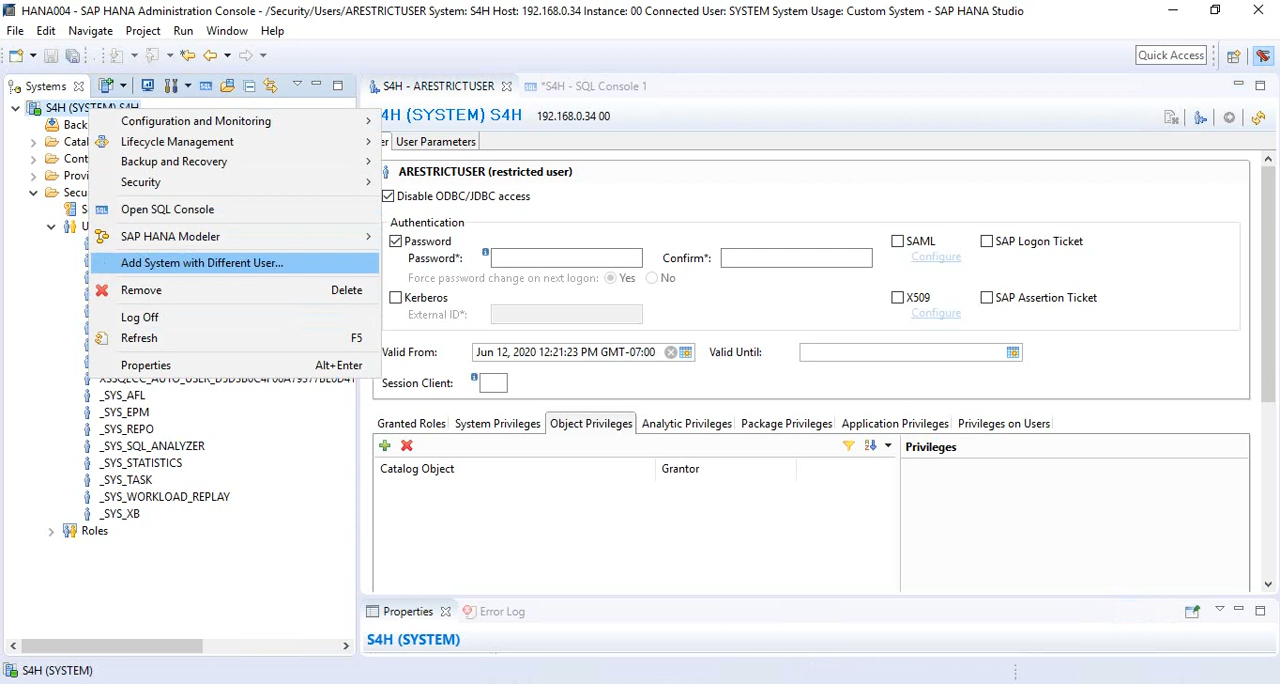 HANA004 - SAP HANA Administration Console - /Security/Users/ARESTRICTUSER System: S4H Host: 192.168.0.34 Instance: 00 Connected User: SYSTEM System Usage: Custom System - SAP HANA Studio
File Edit Navigate Project Run Window Help
Quick Access
Systems
S4H - ARESTRICTUSER
*S4H - SQL Console 1
S4H (SYSTEM) S4H
Configuration and Monitoring
Lifecycle Management
Backup and Recovery
Security
Open SQL Console
SAP HANA Modeler
Add System with Different User...
Remove Delete
Log Off
Refresh F5
Properties Alt+Enter
_SYS_AFL
_SYS_EPM
_SYS_REPO
_SYS_SQL_ANALYZER
_SYS_STATISTICS
_SYS_TASK
_SYS_WORKLOAD_REPLAY
_SYS_XB
Roles
4H (SYSTEM) S4H 192.168.0.34 00
er User Parameters
ARESTRICTUSER (restricted user)
Disable ODBC/JDBC access
Authentication
Password SAML SAP Logon Ticket
Password*: Confirm*: Configure
Force password change on next logon: Yes No
Kerberos X509 SAP Assertion Ticket
External ID*: Configure
Valid From: Jun 12, 2020 12:21:23 PM GMT-07:00 Valid Until:
Session Client:
Granted Roles System Privileges Object Privileges Analytic Privileges Package Privileges Application Privileges Privileges on Users
Privileges
Catalog Object Grantor
Properties Error Log
S4H (SYSTEM)
S4H (SYSTEM)